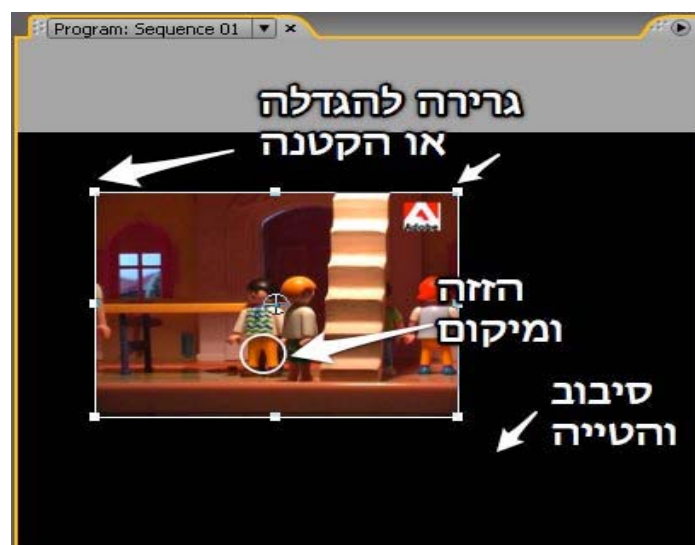 Program: Sequence 01
גרירה להגדלה
או הקטנה
Adobe
הזזה
ומיקום
סיבוב
והטייה